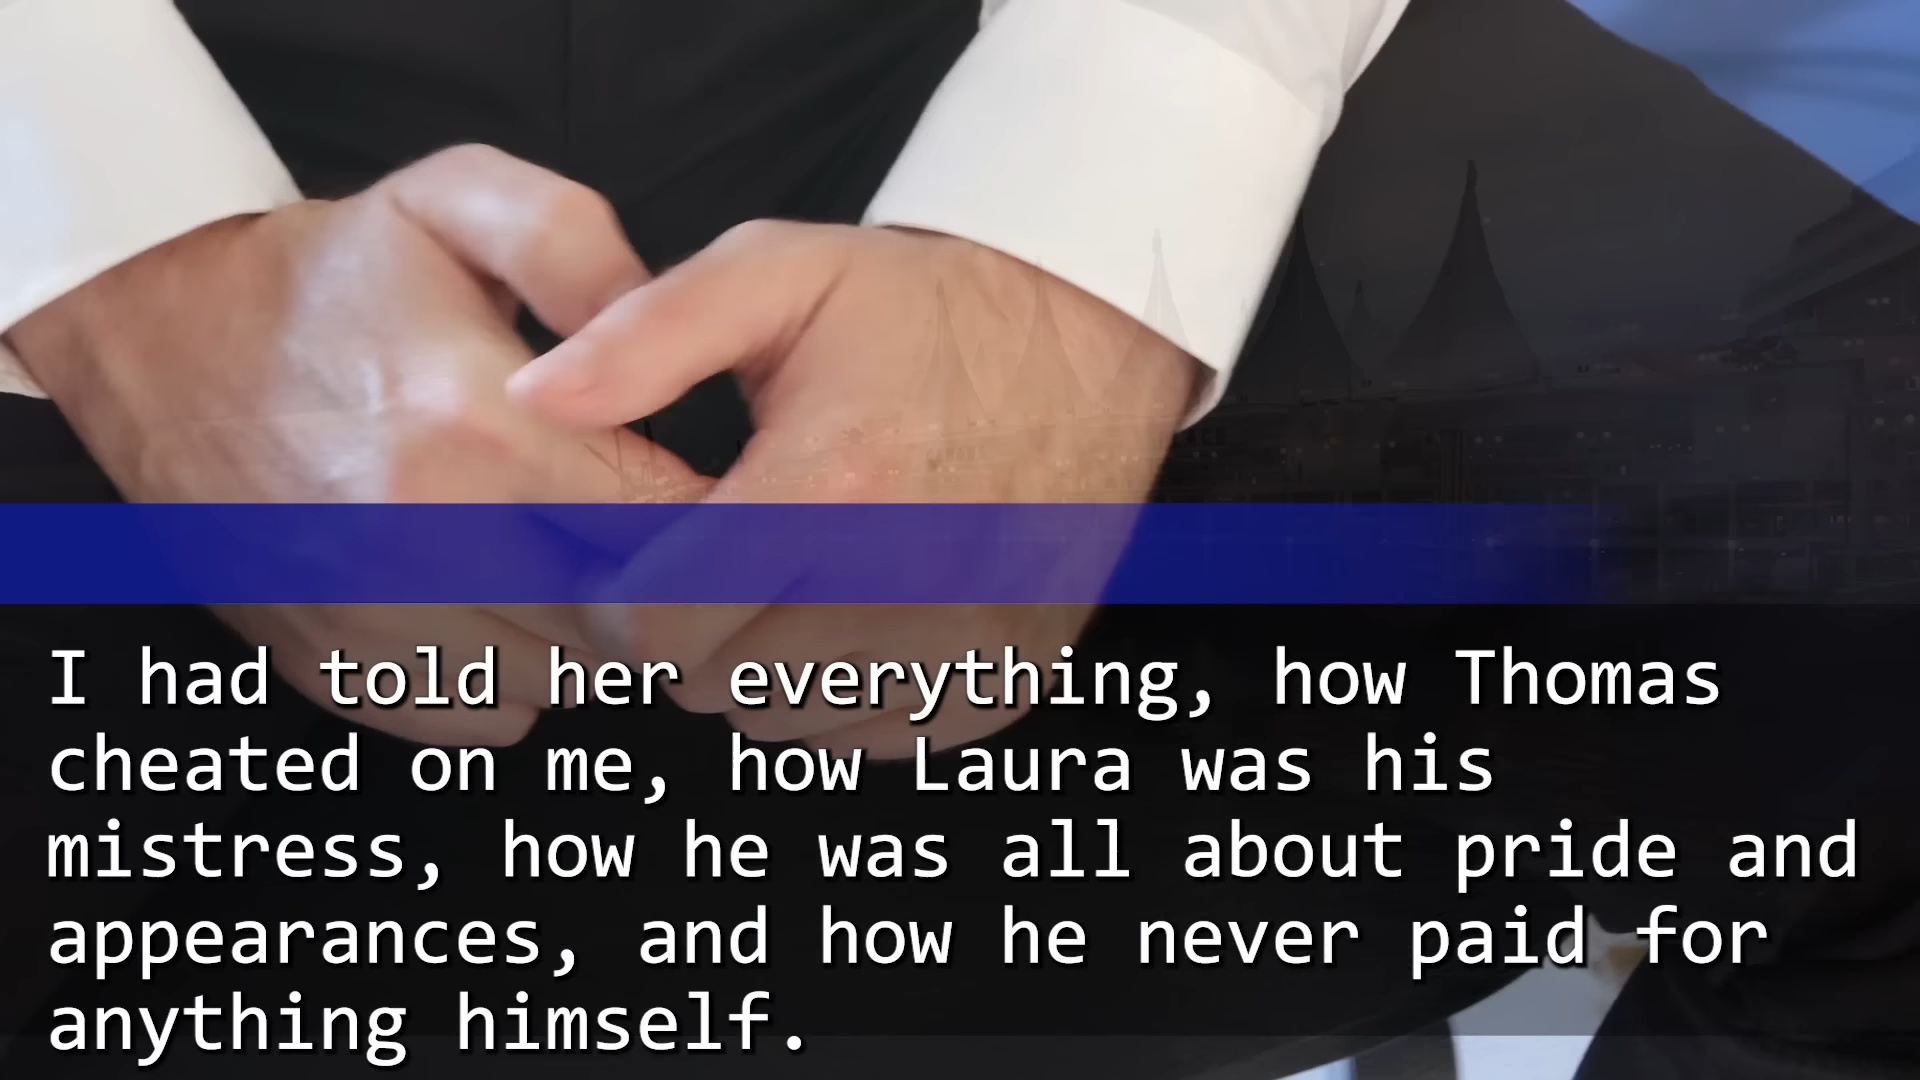 I had told her everything, how Thomas
cheated on me, how Laura was his
mistress, how he was all about pride and
appearances, and how he never paid for
anything himself.